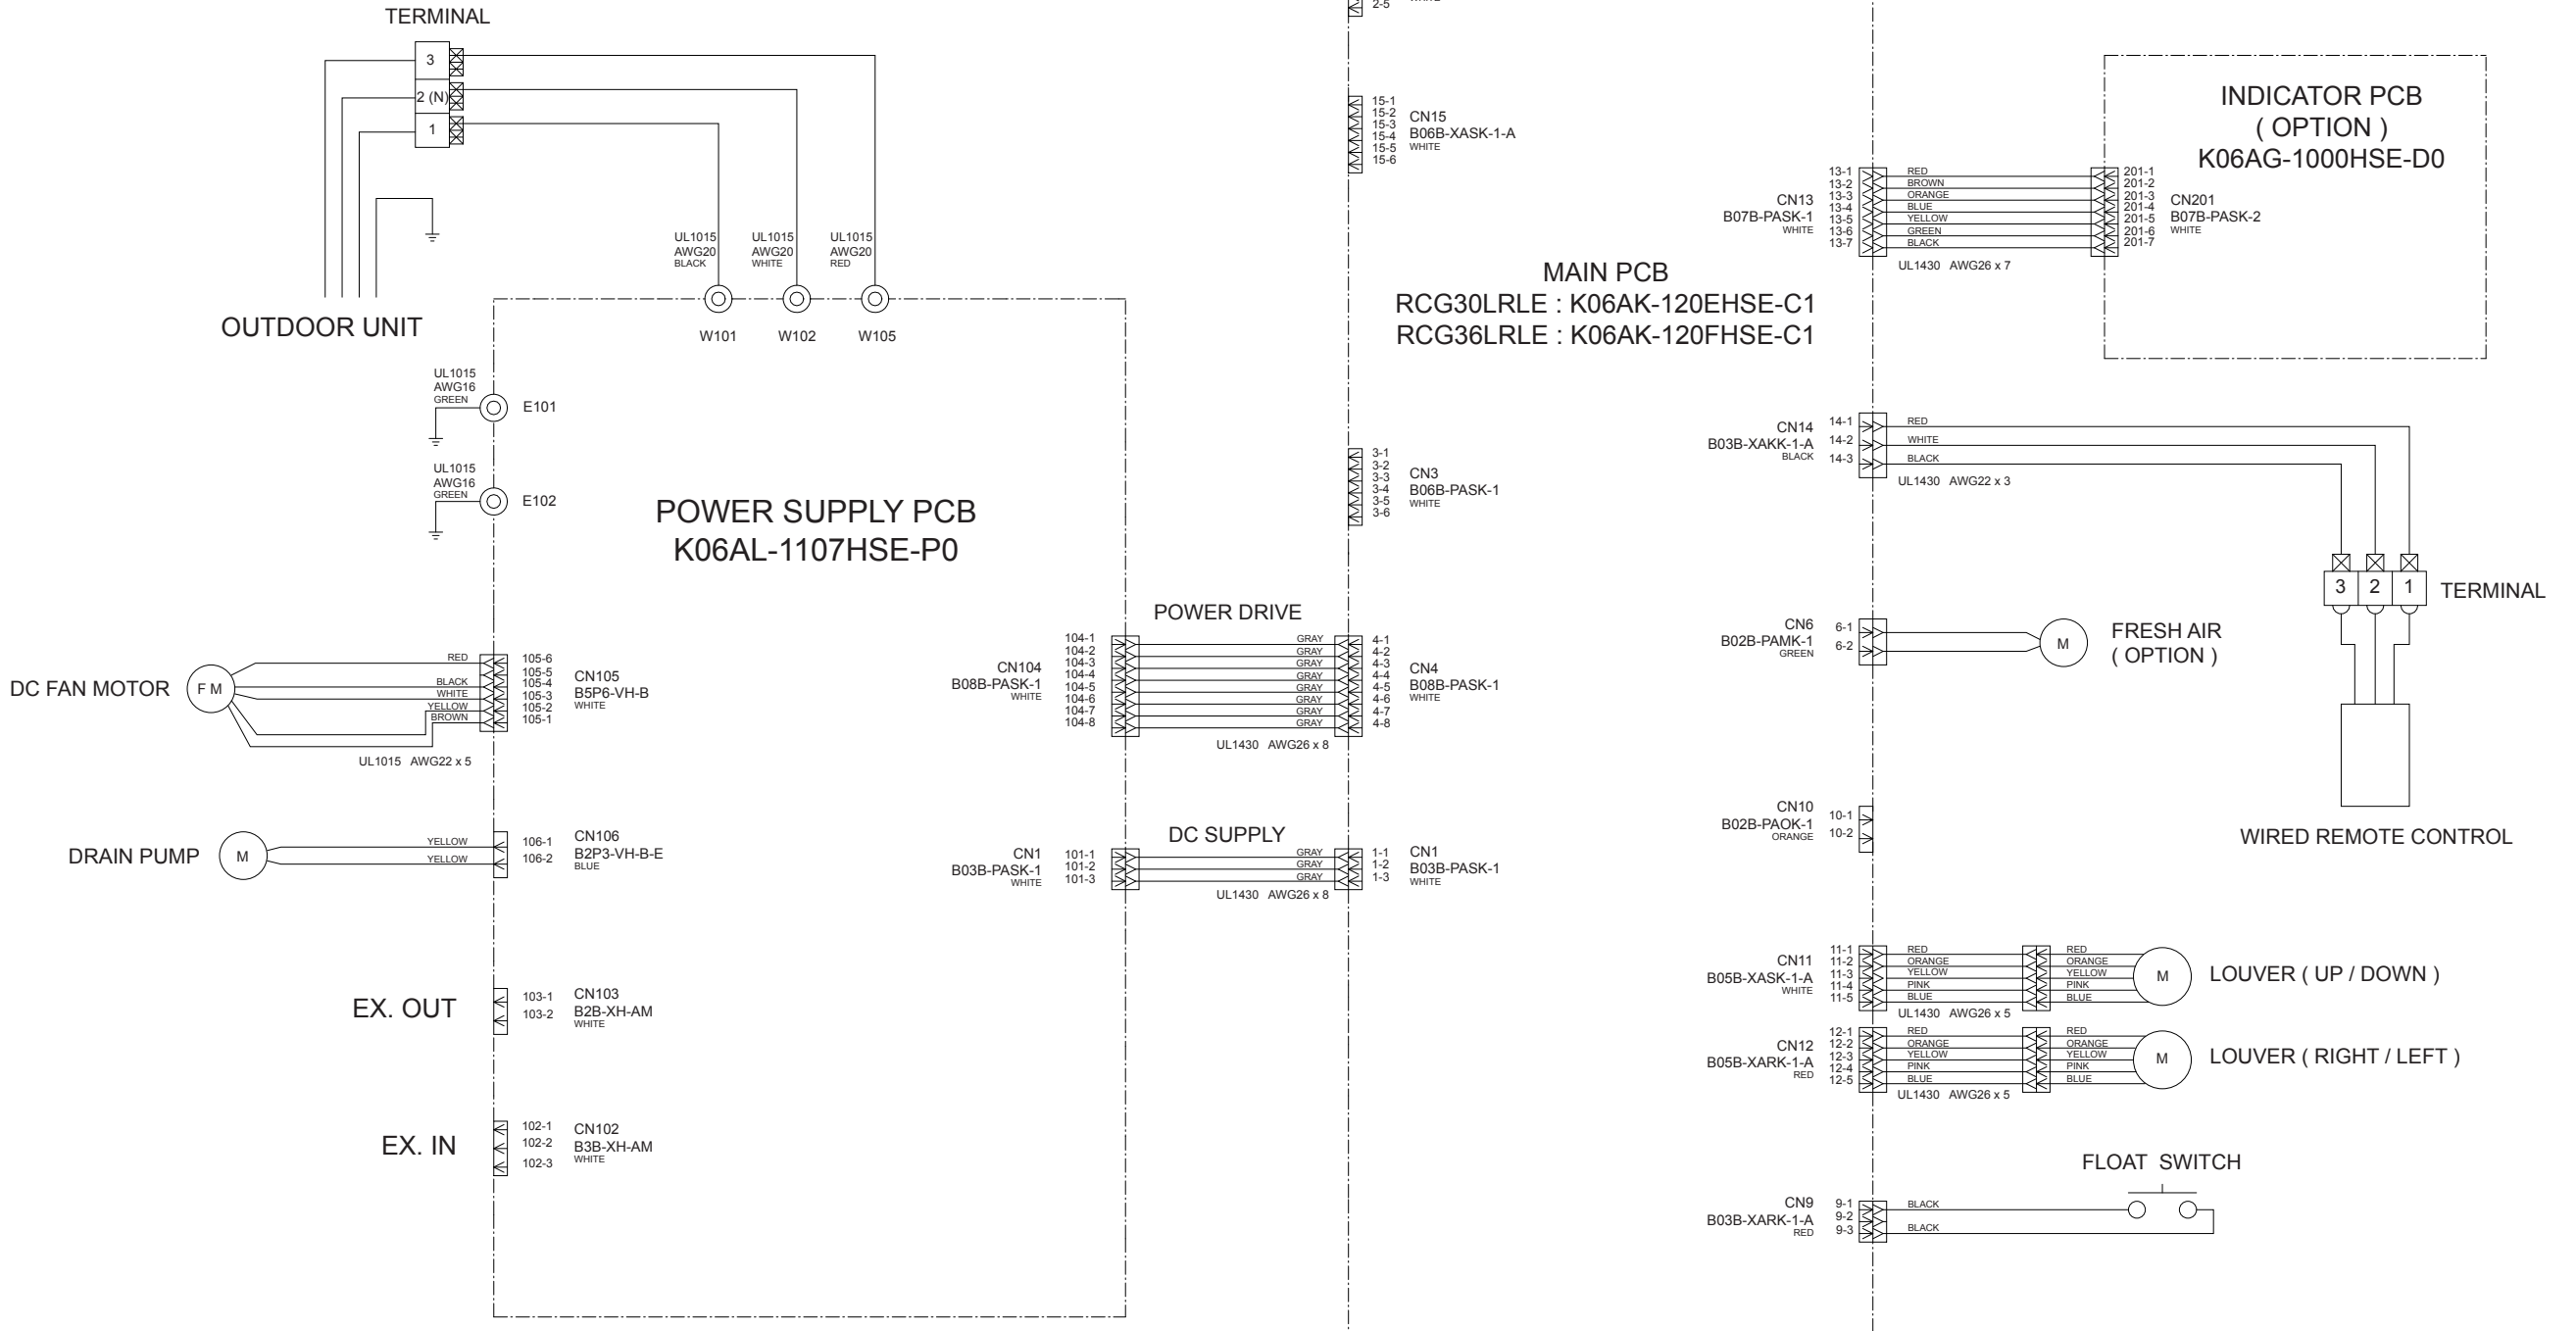 TERMINAL
3
2 (N)
1
OUTDOOR UNIT
UL1015
AWG20
BLACK
UL1015
AWG20
WHITE
UL1015
AWG20
RED
W101
W102
W105
UL1015
AWG16
GREEN
E101
UL1015
AWG16
GREEN
E102
POWER SUPPLY PCB
K06AL-1107HSE-P0
DC FAN MOTOR
F M
RED
BLACK
WHITE
YELLOW
BROWN
105-6
105-5
105-4
105-3
105-2
105-1
CN105
B5P6-VH-B
WHITE
UL1015 AWG22 x 5
DRAIN PUMP
M
YELLOW
YELLOW
106-1
106-2
CN106
B2P3-VH-B-E
BLUE
EX. OUT
103-1
103-2
CN103
B2B-XH-AM
WHITE
EX. IN
102-1
102-2
102-3
CN102
B3B-XH-AM
WHITE
POWER DRIVE
CN104
B08B-PASK-1
WHITE
104-1
104-2
104-3
104-4
104-5
104-6
104-7
104-8
GRAY
GRAY
GRAY
GRAY
GRAY
GRAY
GRAY
GRAY
4-1
4-2
4-3
4-4
4-5
4-6
4-7
4-8
CN4
B08B-PASK-1
WHITE
UL1430 AWG26 x 8
DC SUPPLY
CN1
B03B-PASK-1
WHITE
101-1
101-2
101-3
GRAY
GRAY
GRAY
1-1
1-2
1-3
CN1
B03B-PASK-1
WHITE
UL1430 AWG26 x 8
2-5
15-1
15-2
15-3
15-4
15-5
15-6
CN15
B06B-XASK-1-A
WHITE
3-1
3-2
3-3
3-4
3-5
3-6
CN3
B06B-PASK-1
WHITE
MAIN PCB
RCG30LRLE : K06AK-120EHSE-C1
RCG36LRLE : K06AK-120FHSE-C1
INDICATOR PCB
( OPTION )
K06AG-1000HSE-D0
CN13
B07B-PASK-1
WHITE
13-1
13-2
13-3
13-4
13-5
13-6
13-7
RED
BROWN
ORANGE
BLUE
YELLOW
GREEN
BLACK
201-1
201-2
201-3
201-4
201-5
201-6
201-7
CN201
B07B-PASK-2
WHITE
UL1430 AWG26 x 7
CN14
B03B-XAKK-1-A
BLACK
14-1
14-2
14-3
RED
WHITE
BLACK
UL1430 AWG22 x 3
3
2
1
TERMINAL
WIRED REMOTE CONTROL
CN6
B02B-PAMK-1
GREEN
6-1
6-2
M
FRESH AIR
( OPTION )
CN10
B02B-PAOK-1
ORANGE
10-1
10-2
CN11
B05B-XASK-1-A
WHITE
11-1
11-2
11-3
11-4
11-5
RED
ORANGE
YELLOW
PINK
BLUE
RED
ORANGE
YELLOW
PINK
BLUE
M
LOUVER ( UP / DOWN )
UL1430 AWG26 x 5
CN12
B05B-XARK-1-A
RED
12-1
12-2
12-3
12-4
12-5
RED
ORANGE
YELLOW
PINK
BLUE
RED
ORANGE
YELLOW
PINK
BLUE
M
LOUVER ( RIGHT / LEFT )
UL1430 AWG26 x 5
FLOAT SWITCH
CN9
B03B-XARK-1-A
RED
9-1
9-2
9-3
BLACK
BLACK